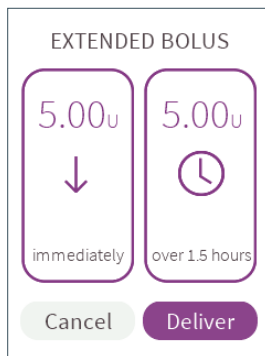 EXTENDED BOLUS
5.00U 5.00U
immediately over 1.5 hours
Cancel Deliver